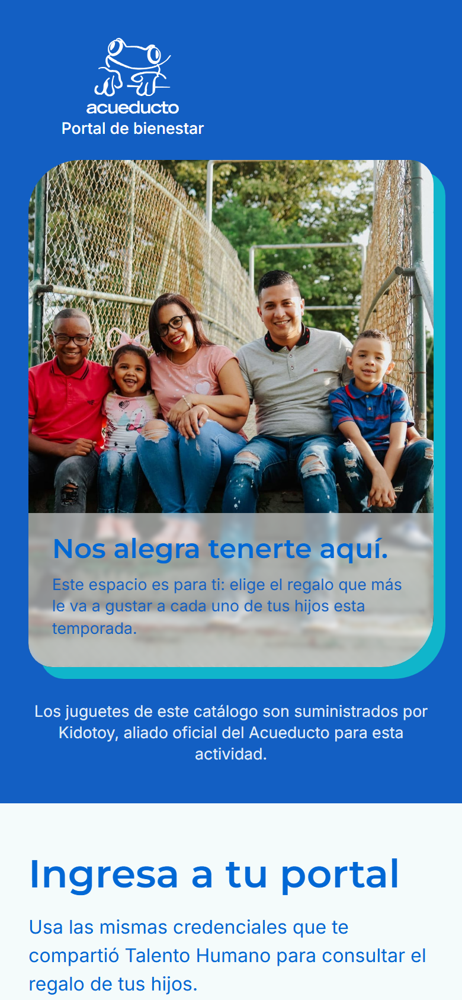 acueducto
Portal de bienestar
Nos alegra tenerte aquí.
Este espacio es para ti: elige el regalo que más
le va a gustar a cada uno de tus hijos esta
temporada.
Los juguetes de este catálogo son suministrados por
Kidotoy, aliado oficial del Acueducto para esta
actividad.
Ingresa a tu portal
Usa las mismas credenciales que te
compartió Talento Humano para consultar el
regalo de tus hijos.